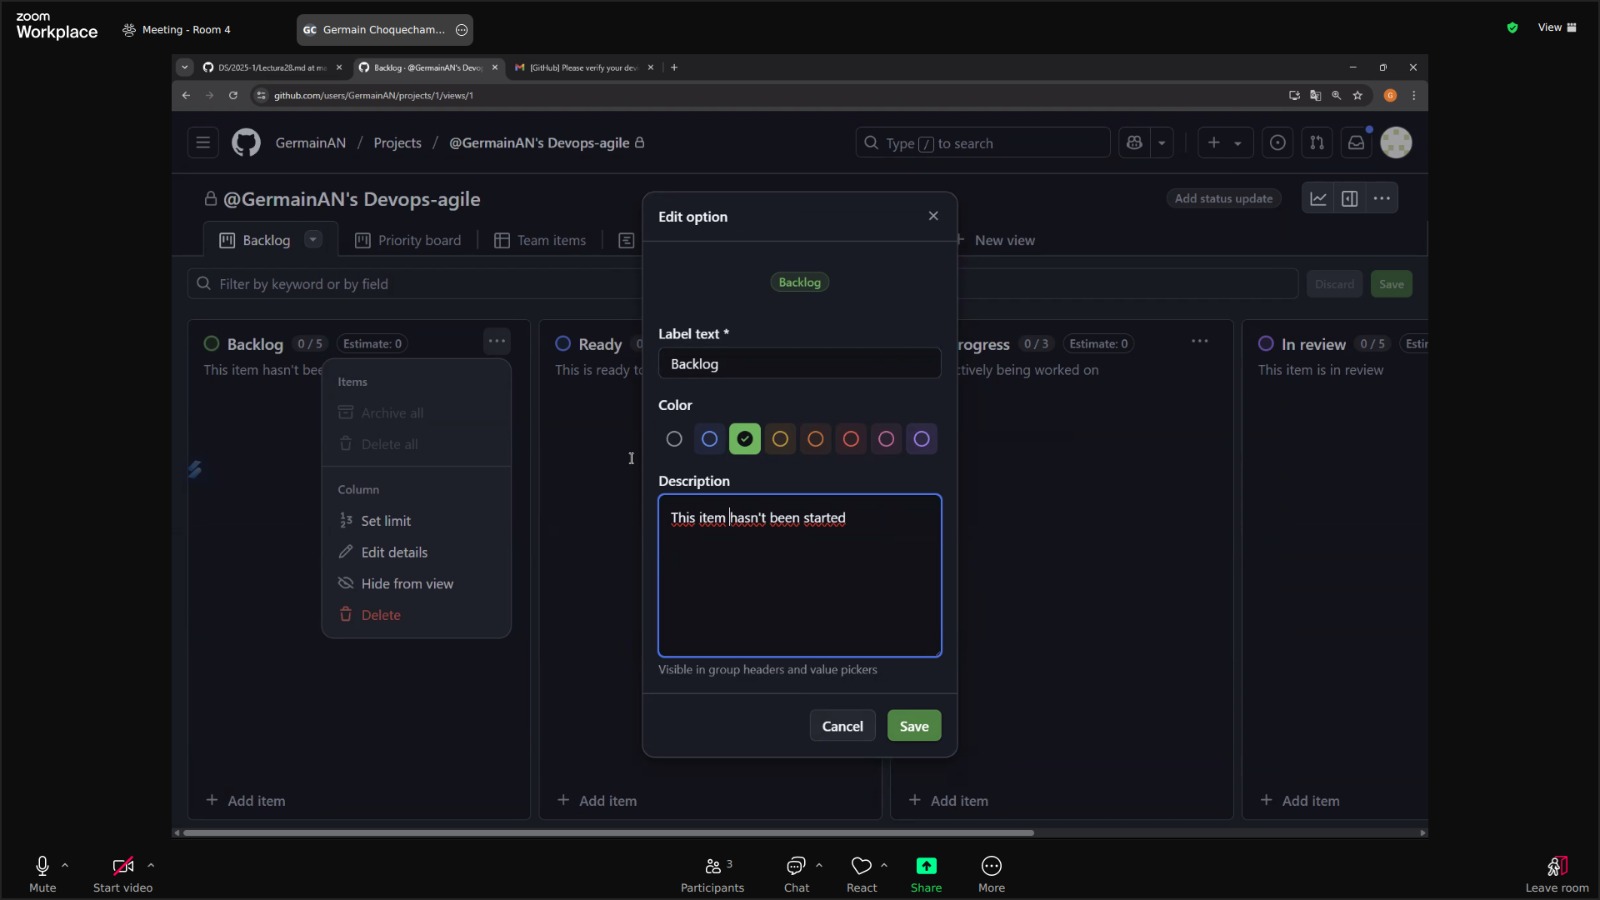 zoom
Workplace
Meeting - Room 4
GC Germain Choquecham...
View
DS/2025-1/Lectura28.md at ma
Backlog - @GermainAN's Devo
[GitHub] Please verify your devi
github.com/users/GermainAN/projects/1/views/1
GermainAN / Projects / @GermainAN's Devops-agile
Type / to search
@GermainAN's Devops-agile
Add status update
Backlog
Priority board
Team items
New view
Filter by keyword or by field
Discard
Save
Backlog 0 / 5 Estimate: 0
This item hasn't bee
Items
Archive all
Delete all
Column
Set limit
Edit details
Hide from view
Delete
Add item
Ready 0
This is ready to
Add item
Edit option
Backlog
Label text *
Backlog
Color
Description
This item hasn't been started
Visible in group headers and value pickers
Cancel
Save
rogress 0 / 3 Estimate: 0
ctively being worked on
Add item
In review 0 / 5 Estir
This item is in review
Add item
Mute
Start video
3
Participants
Chat
React
Share
More
Leave room